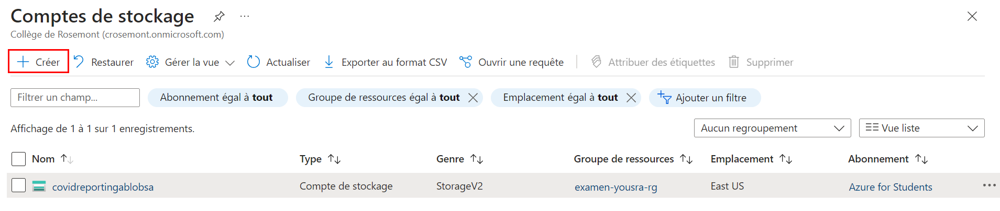 Comptes de stockage
Collège de Rosemont (crosemont.onmicrosoft.com)
Créer Restaurer Gérer la vue Actualiser Exporter au format CSV Ouvrir une requête Attribuer des étiquettes Supprimer
Filtrer un champ... Abonnement égal à tout Groupe de ressources égal à tout Emplacement égal à tout Ajouter un filtre
Affichage de 1 à 1 sur 1 enregistrements. Aucun regroupement Vue liste
Nom Type Genre Groupe de ressources Emplacement Abonnement
covidreportingablobsa Compte de stockage StorageV2 examen-yousra-rg East US Azure for Students